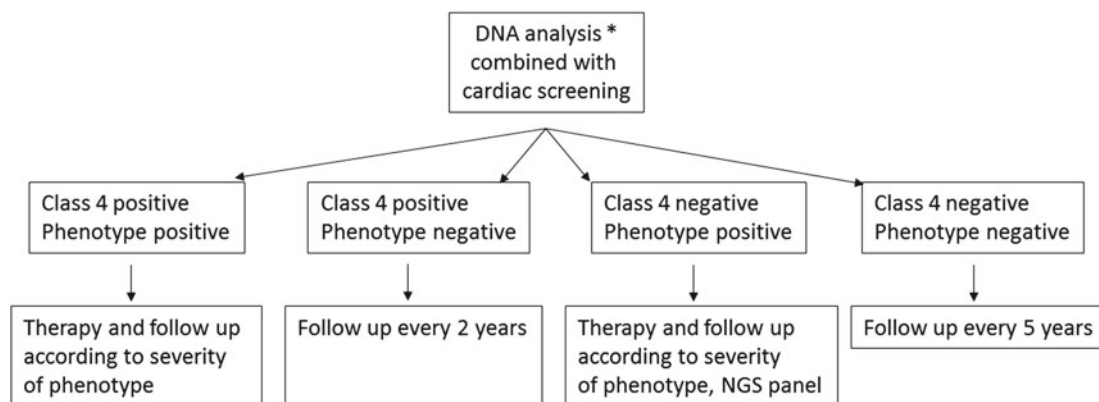 DNA analysis *
combined with
cardiac screening
Class 4 positive
Phenotype positive
Class 4 positive
Phenotype negative
Class 4 negative
Phenotype positive
Class 4 negative
Phenotype negative
Therapy and follow up
according to severity
of phenotype
Follow up every 2 years
Therapy and follow up
according to severity
of phenotype, NGS panel
Follow up every 5 years